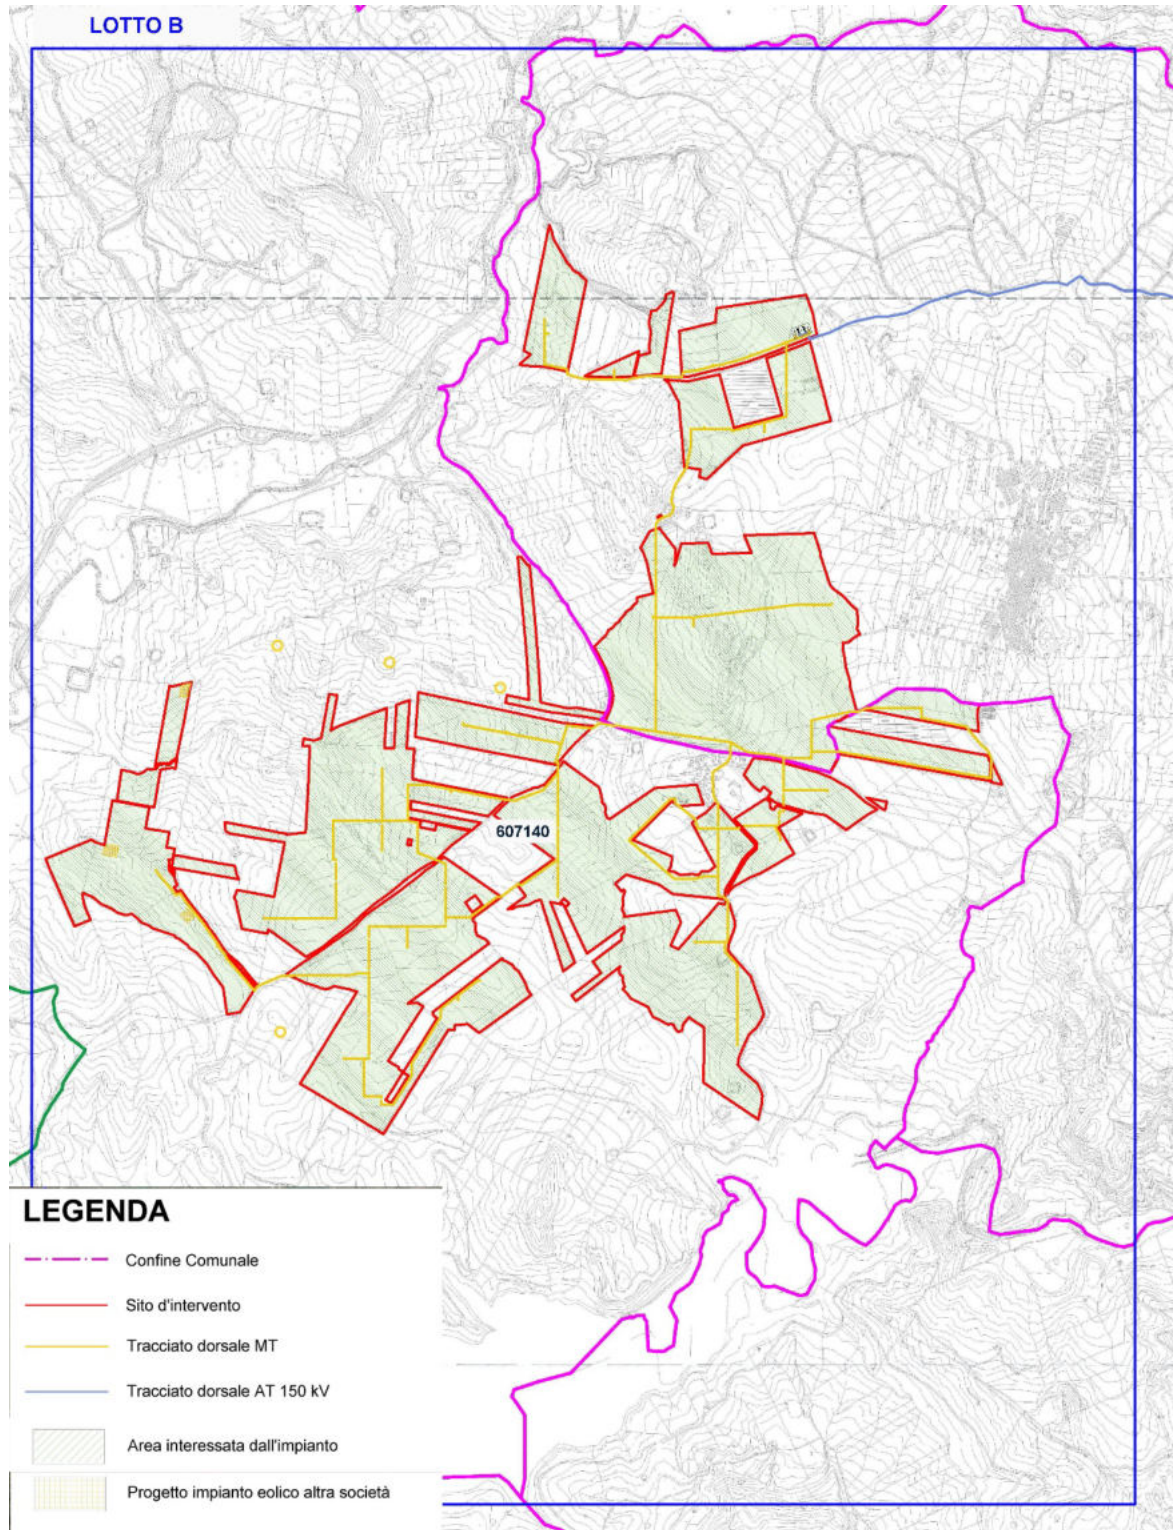 LOTTO B
607140
LEGENDA
Confine Comunale
Sito d'intervento
Tracciato dorsale MT
Tracciato dorsale AT 150 kV
Area interessata dall'impianto
Progetto impianto eolico altra società